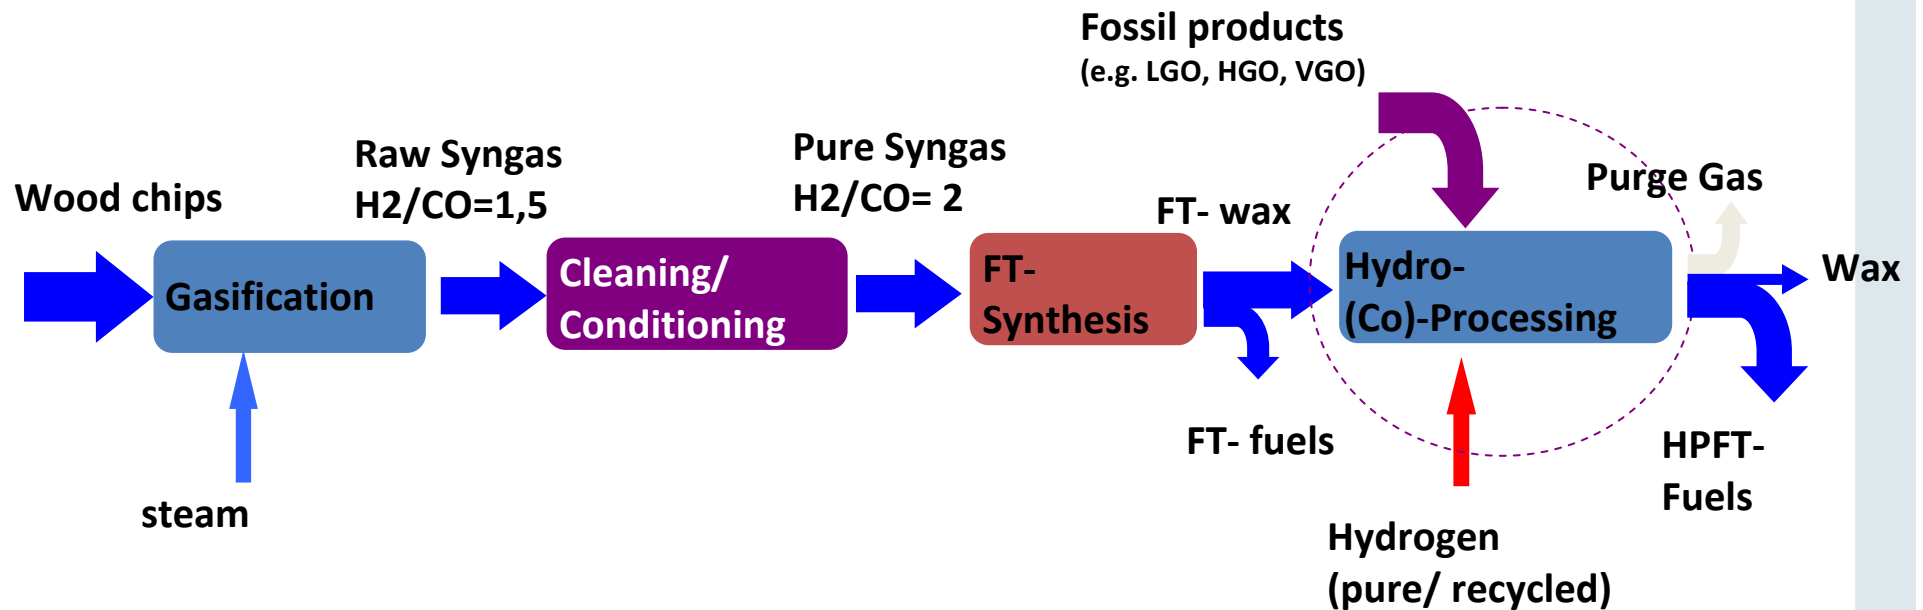 Fossil products
(e.g. LGO, HGO, VGO)
Raw Syngas
H2/CO=1,5
Pure Syngas
H2/CO= 2
Wood chips
FT- wax
Purge Gas
Gasification
Cleaning/
Conditioning
FT-
Synthesis
Hydro-
(Co)-Processing
Wax
steam
FT- fuels
HPFT-
Fuels
Hydrogen
(pure/ recycled)